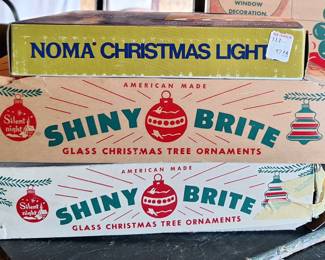 WINDOW
DECORATION.
NOMA® CHRISTMAS LIGHT
AMERICAN MADE
Silent night
SHINY BRITE
GLASS CHRISTMAS TREE ORNAMENTS
AMERICAN MADE
Silent night
SHINY BRITE
GLASS CHRISTMAS TREE ORNAMENTS